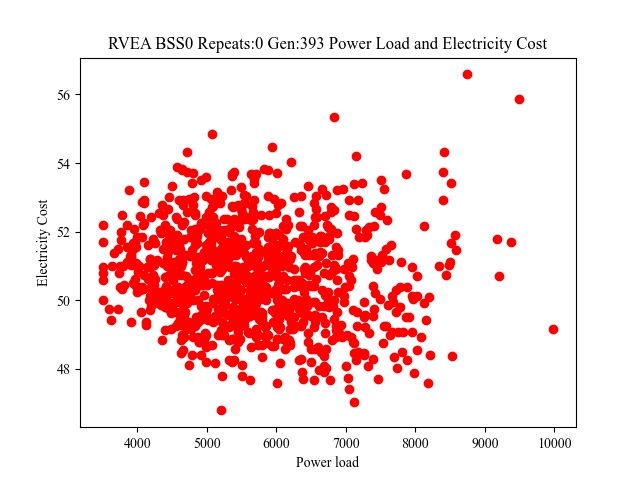 RVEA BSS0 Repeats:0 Gen:393 Power Load and Electricity Cost
56
54
52
50
48
Electricity Cost
4000 5000 6000 7000 8000 9000 10000
Power load